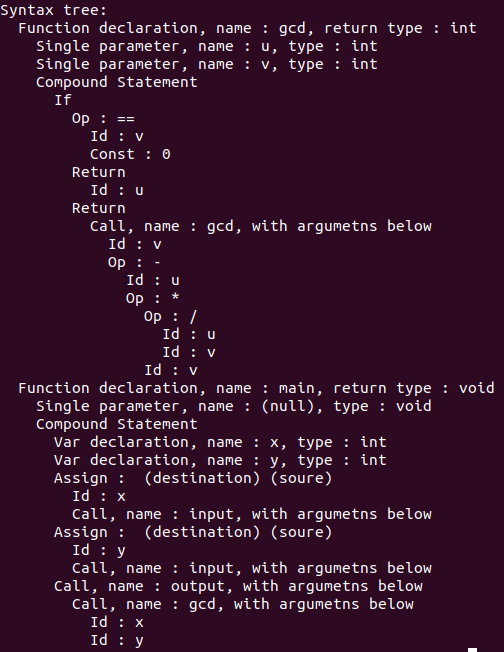 Syntax tree:
  Function declaration, name : gcd, return type : int
    Single parameter, name : u, type : int
    Single parameter, name : v, type : int
    Compound Statement
      If
        Op : ==
          Id : v
          Const : 0
        Return
          Id : u
        Return
          Call, name : gcd, with argumetns below
            Id : v
            Op : -
              Id : u
              Op : *
                Op : /
                  Id : u
                  Id : v
                Id : v
  Function declaration, name : main, return type : void
    Single parameter, name : (null), type : void
    Compound Statement
      Var declaration, name : x, type : int
      Var declaration, name : y, type : int
      Assign :  (destination) (soure)
        Id : x
        Call, name : input, with argumetns below
      Assign :  (destination) (soure)
        Id : y
        Call, name : input, with argumetns below
      Call, name : output, with argumetns below
        Call, name : gcd, with argumetns below
          Id : x
          Id : y